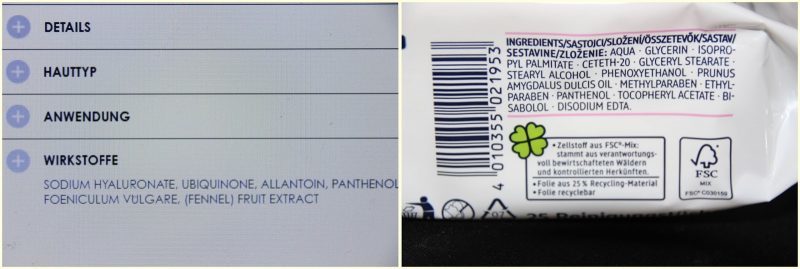 DETAILS
HAUTTYP
ANWENDUNG
WIRKSTOFFE
SODIUM HYALURONATE, UBIQUINONE, ALLANTOIN, PANTHENOL
FOENICULUM VULGARE, (FENNEL) FRUIT EXTRACT
INGREDIENTS/SASTOJCI/SLOŽENÍ/ÖSSZETEVŐK/SASTAV/
SESTAVINE/ZLOŽENIE: AQUA · GLYCERIN · ISOPRO-
PYL PALMITATE · CETETH-20 · GLYCERYL STEARATE ·
STEARYL ALCOHOL · PHENOXYETHANOL · PRUNUS
AMYGDALUS DULCIS OIL · METHYLPARABEN · ETHYL-
PARABEN · PANTHENOL · TOCOPHERYL ACETATE · BI-
SABOLOL · DISODIUM EDTA.
4 010355 021953
• Zellstoff aus FSC®-Mix:
stammt aus verantwortungs-
voll bewirtschafteten Wäldern
und kontrollierten Herkünften.
• Folie aus 25 % Recycling-Material
• Folie recyclebar
FSC
MIX
FSC® C030159
07
25 Reinigungstüch